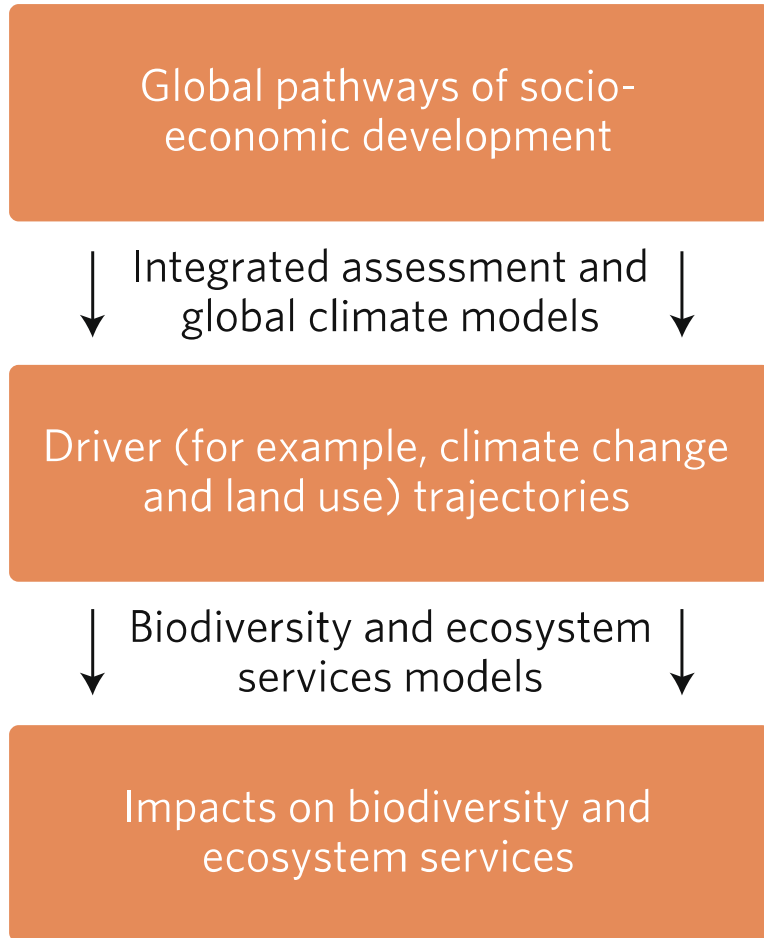 Global pathways of socio-
economic development
Integrated assessment and
global climate models
Driver (for example, climate change
and land use) trajectories
Biodiversity and ecosystem
services models
Impacts on biodiversity and
ecosystem services